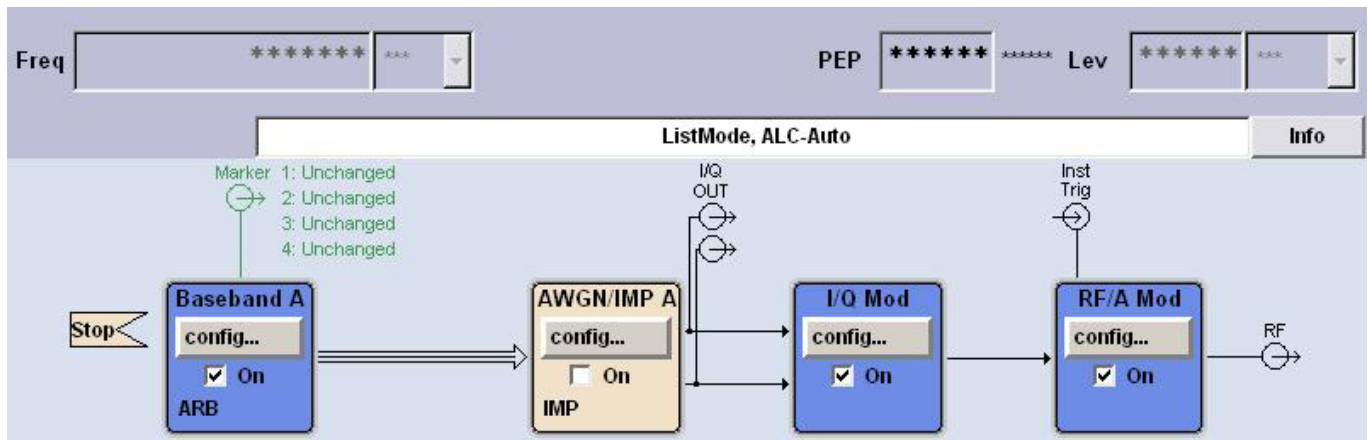 Freq ******* *** PEP ****** ****** Lev ****** ***
ListMode, ALC-Auto Info
Marker 1: Unchanged
2: Unchanged
3: Unchanged
4: Unchanged
I/Q
OUT
Inst
Trig
Stop
Baseband A
config...
On
ARB
AWGN/IMP A
config...
On
IMP
I/Q Mod
config...
On
RF/A Mod
config...
On
RF